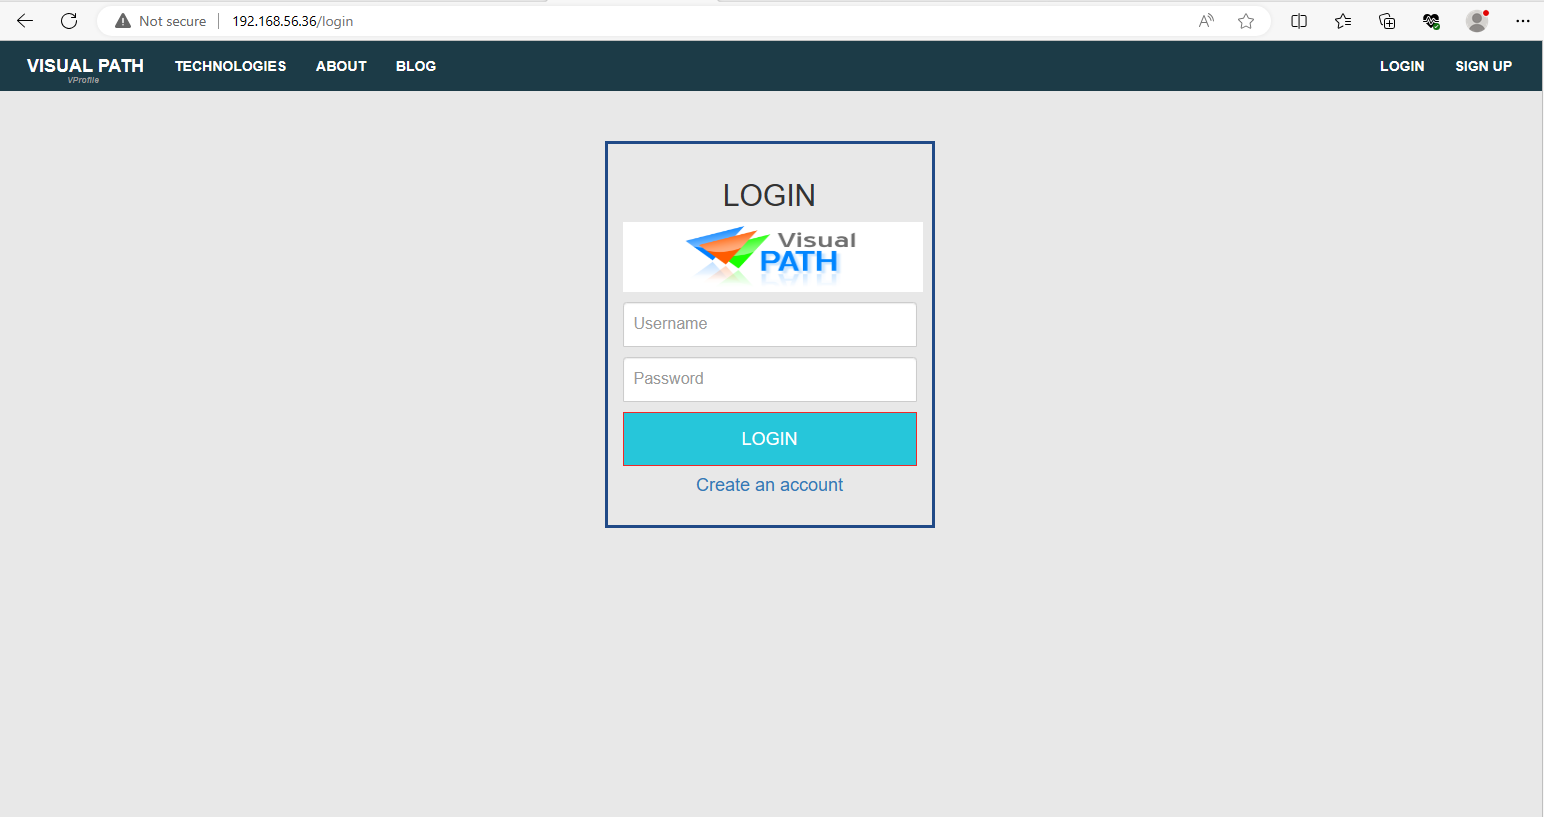 Not secure 192.168.56.36/login
VISUAL PATH TECHNOLOGIES ABOUT BLOG LOGIN SIGN UP
VProfile
LOGIN
Visual
PATH
Username
Password
LOGIN
Create an account